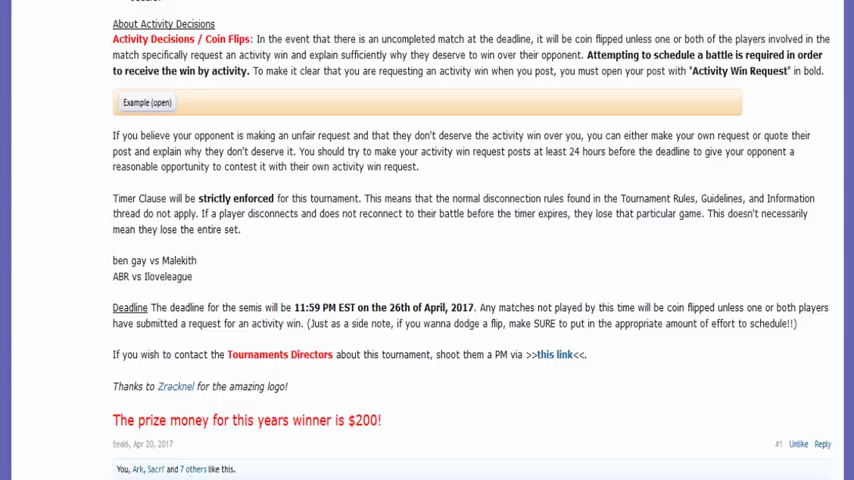 About Activity Decisions
Activity Decisions / Coin Flips: In the event that there is an uncompleted match at the deadline, it will be coin flipped unless one or both of the players involved in the
match specifically request an activity win and explain sufficiently why they deserve to win over their opponent. Attempting to schedule a battle is required in order
to receive the win by activity. To make it clear that you are requesting an activity win when you post, you must open your post with "Activity Win Request" in bold.
Example (open)
If you believe your opponent is making an unfair request and that they don't deserve the activity win over you, you can either make your own request or quote their
post and explain why they don't deserve it. You should try to make your activity win request posts at least 24 hours before the deadline to give your opponent a
reasonable opportunity to contest it with their own activity win request.
Timer Clause will be strictly enforced for this tournament. This means that the normal disconnection rules found in the Tournament Rules, Guidelines, and Information
thread do not apply. If a player disconnects and does not reconnect to their battle before the timer expires, they lose that particular game. This doesn't necessarily
mean they lose the entire set.
ben gay vs Malekith
ABR vs Iloveleague
Deadline The deadline for the semis will be 11:59 PM EST on the 26th of April, 2017. Any matches not played by this time will be coin flipped unless one or both players
have submitted a request for an activity win. (Just as a side note, if you wanna dodge a flip, make SURE to put in the appropriate amount of effort to schedule!!)
If you wish to contact the Tournaments Directors about this tournament, shoot them a PM via >>this link<<.
Thanks to Zracknel for the amazing logo!
The prize money for this years winner is $200!
teal6, Apr 20, 2017
#1 Unlike Reply
You, Ark, Sacri' and 7 others like this.